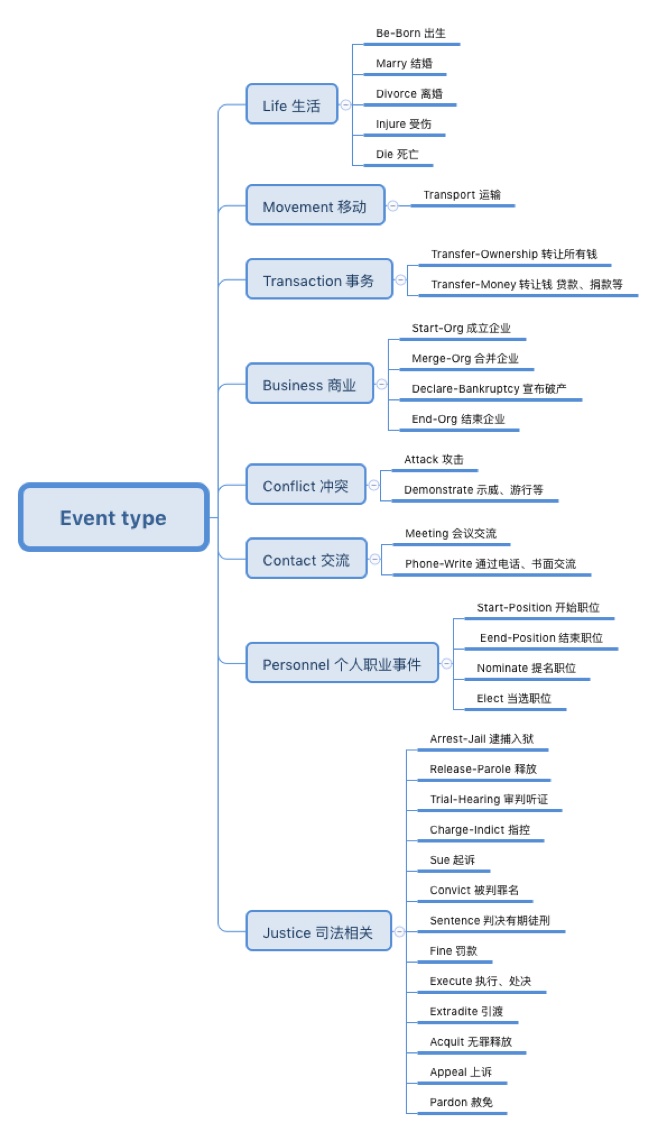 Event type
Life 生活
Be-Born 出生
Marry 结婚
Divorce 离婚
Injure 受伤
Die 死亡
Movement 移动
Transport 运输
Transaction 事务
Transfer-Ownership 转让所有钱
Transfer-Money 转让钱 贷款、捐款等
Business 商业
Start-Org 成立企业
Merge-Org 合并企业
Declare-Bankruptcy 宣布破产
End-Org 结束企业
Conflict 冲突
Attack 攻击
Demonstrate 示威、游行等
Contact 交流
Meeting 会议交流
Phone-Write 通过电话、书面交流
Personnel 个人职业事件
Start-Position 开始职位
Eend-Position 结束职位
Nominate 提名职位
Elect 当选职位
Justice 司法相关
Arrest-Jail 逮捕入狱
Release-Parole 释放
Trial-Hearing 审判听证
Charge-Indict 指控
Sue 起诉
Convict 被判罪名
Sentence 判决有期徒刑
Fine 罚款
Execute 执行、处决
Extradite 引渡
Acquit 无罪释放
Appeal 上诉
Pardon 赦免